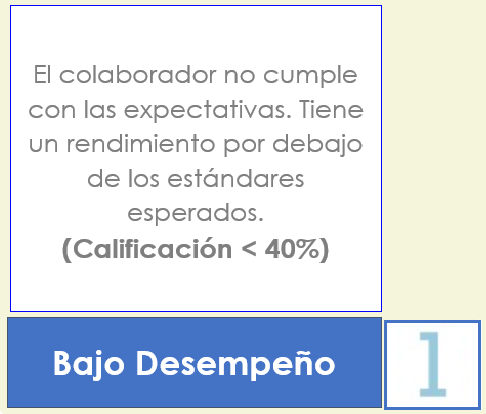 El colaborador no cumple
con las expectativas. Tiene
un rendimiento por debajo
de los estándares
esperados.
(Calificación < 40%)
Bajo Desempeño
1